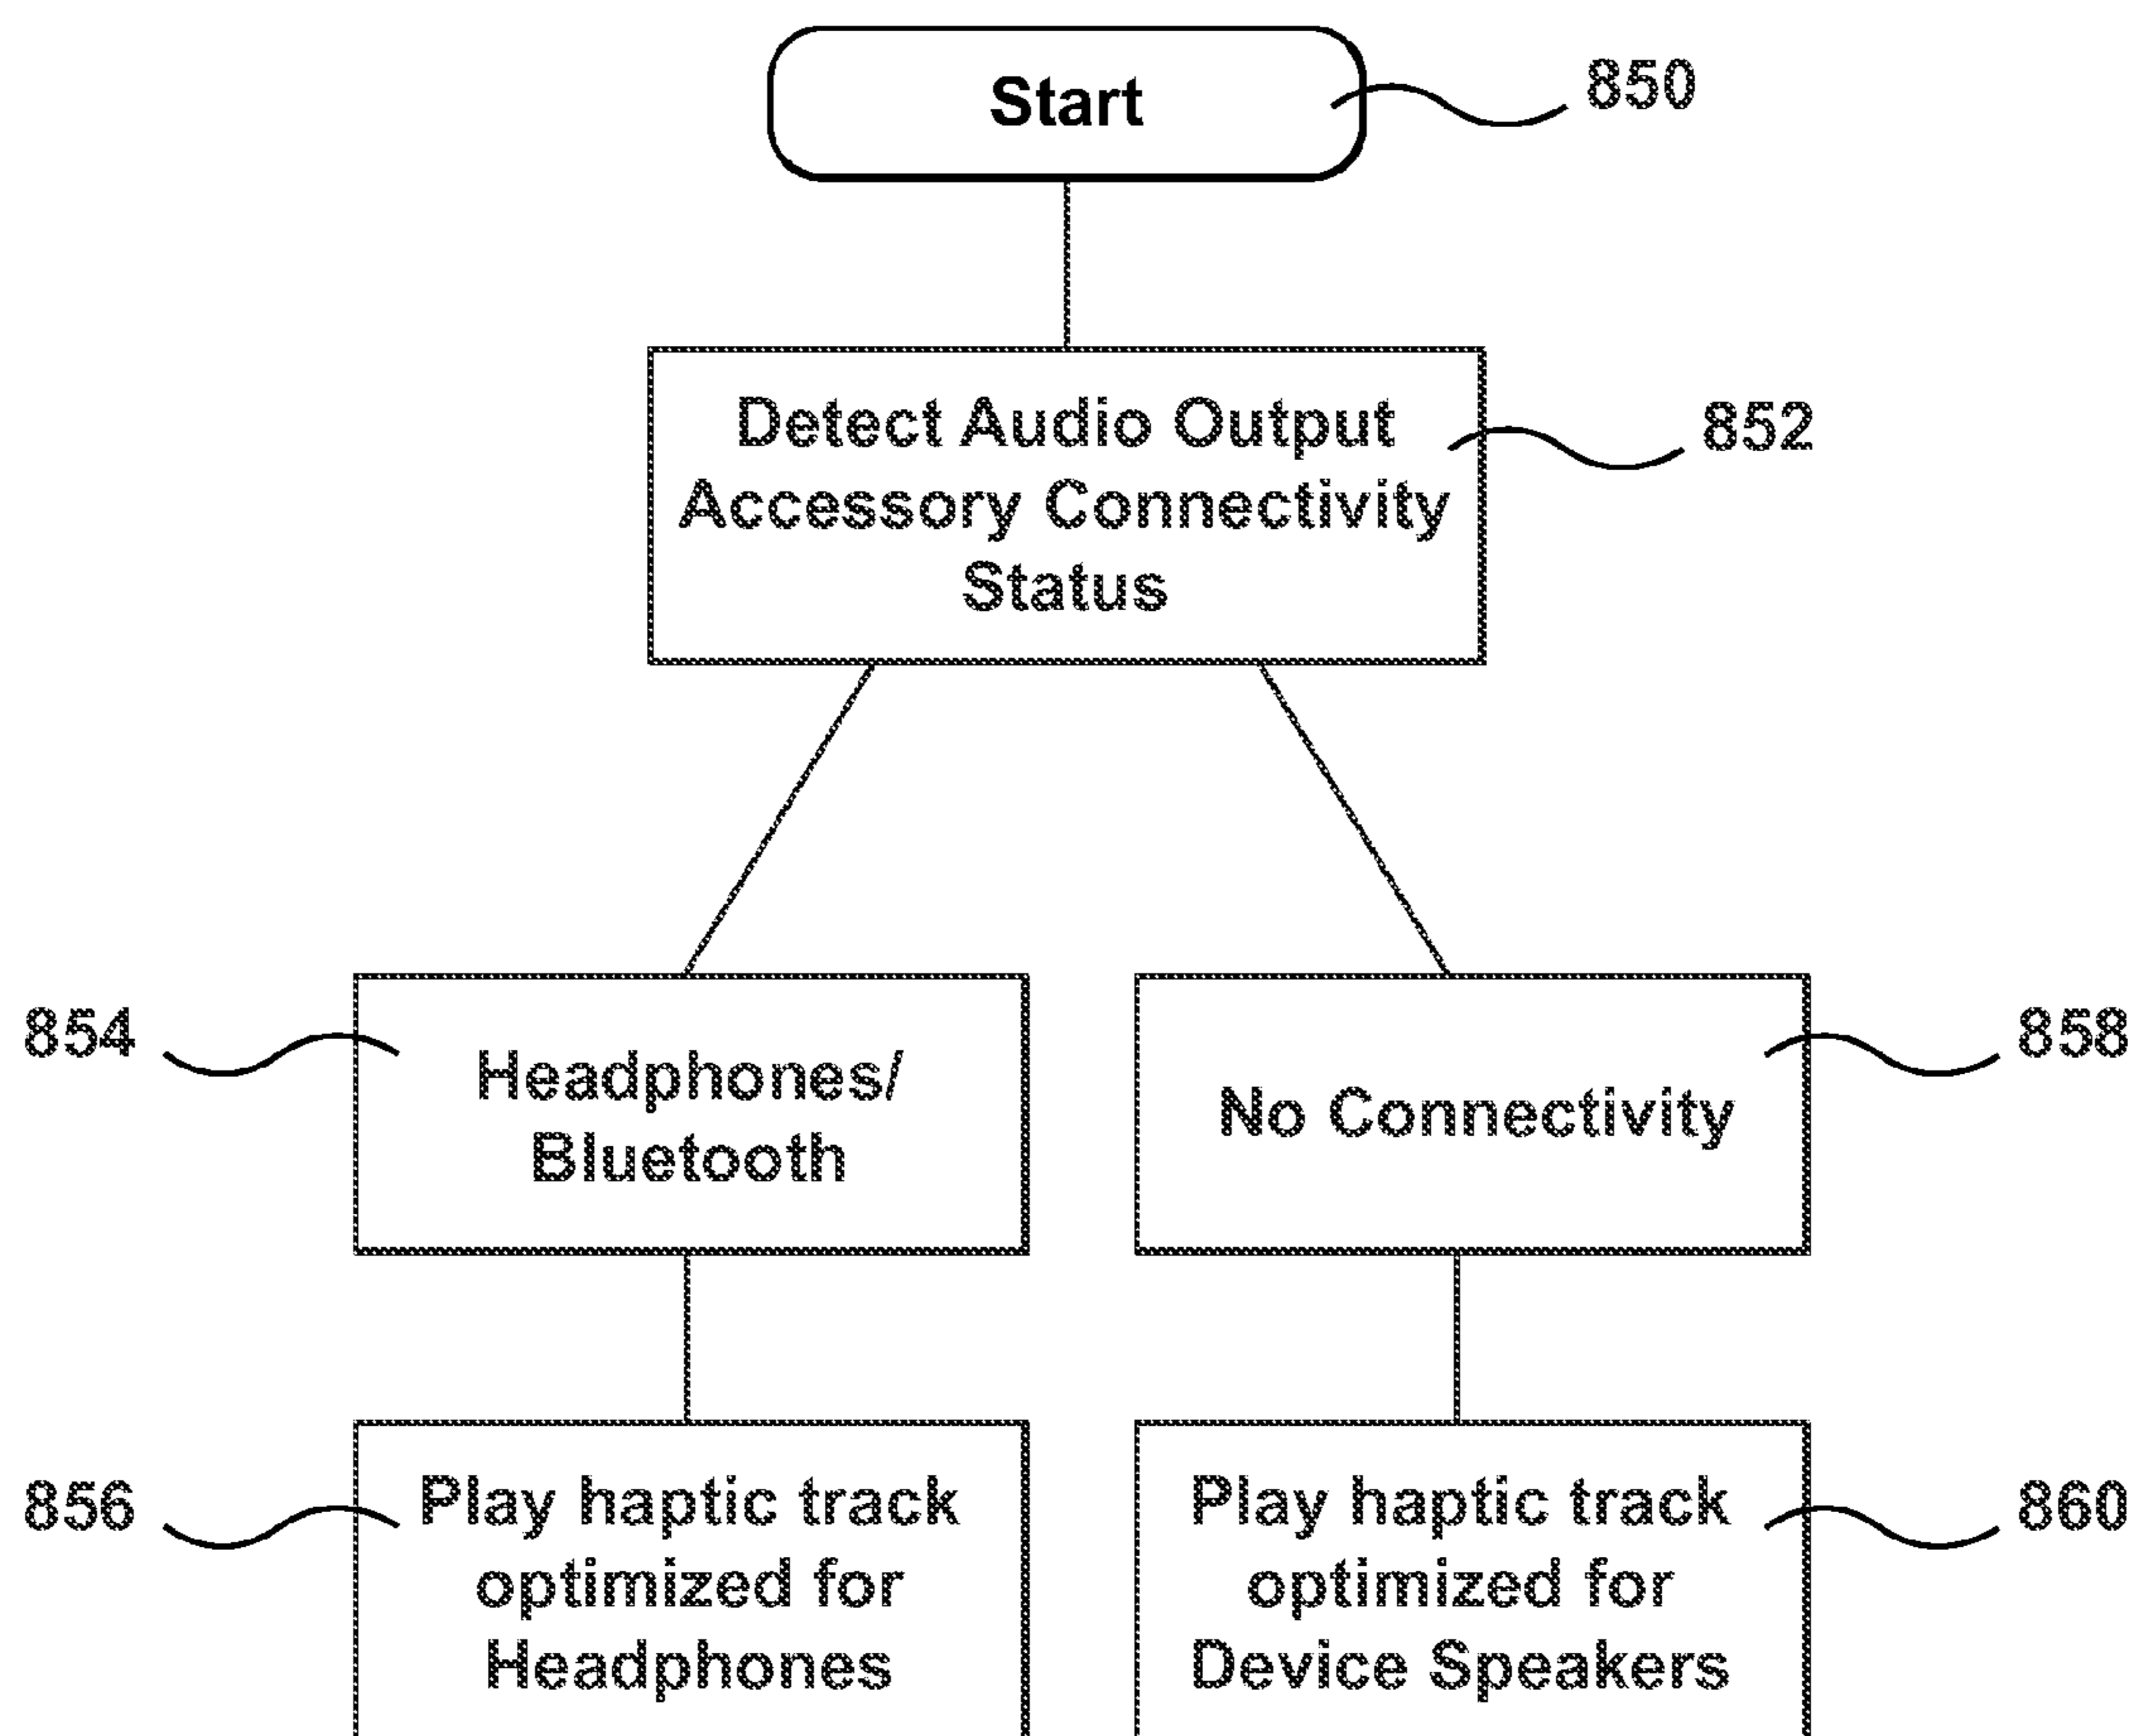 Start
850
Detect Audio Output
Accessory Connectivity
Status
852
854
Headphones/
Bluetooth
No Connectivity
858
856
Play haptic track
optimized for
Headphones
Play haptic track
optimized for
Device Speakers
860